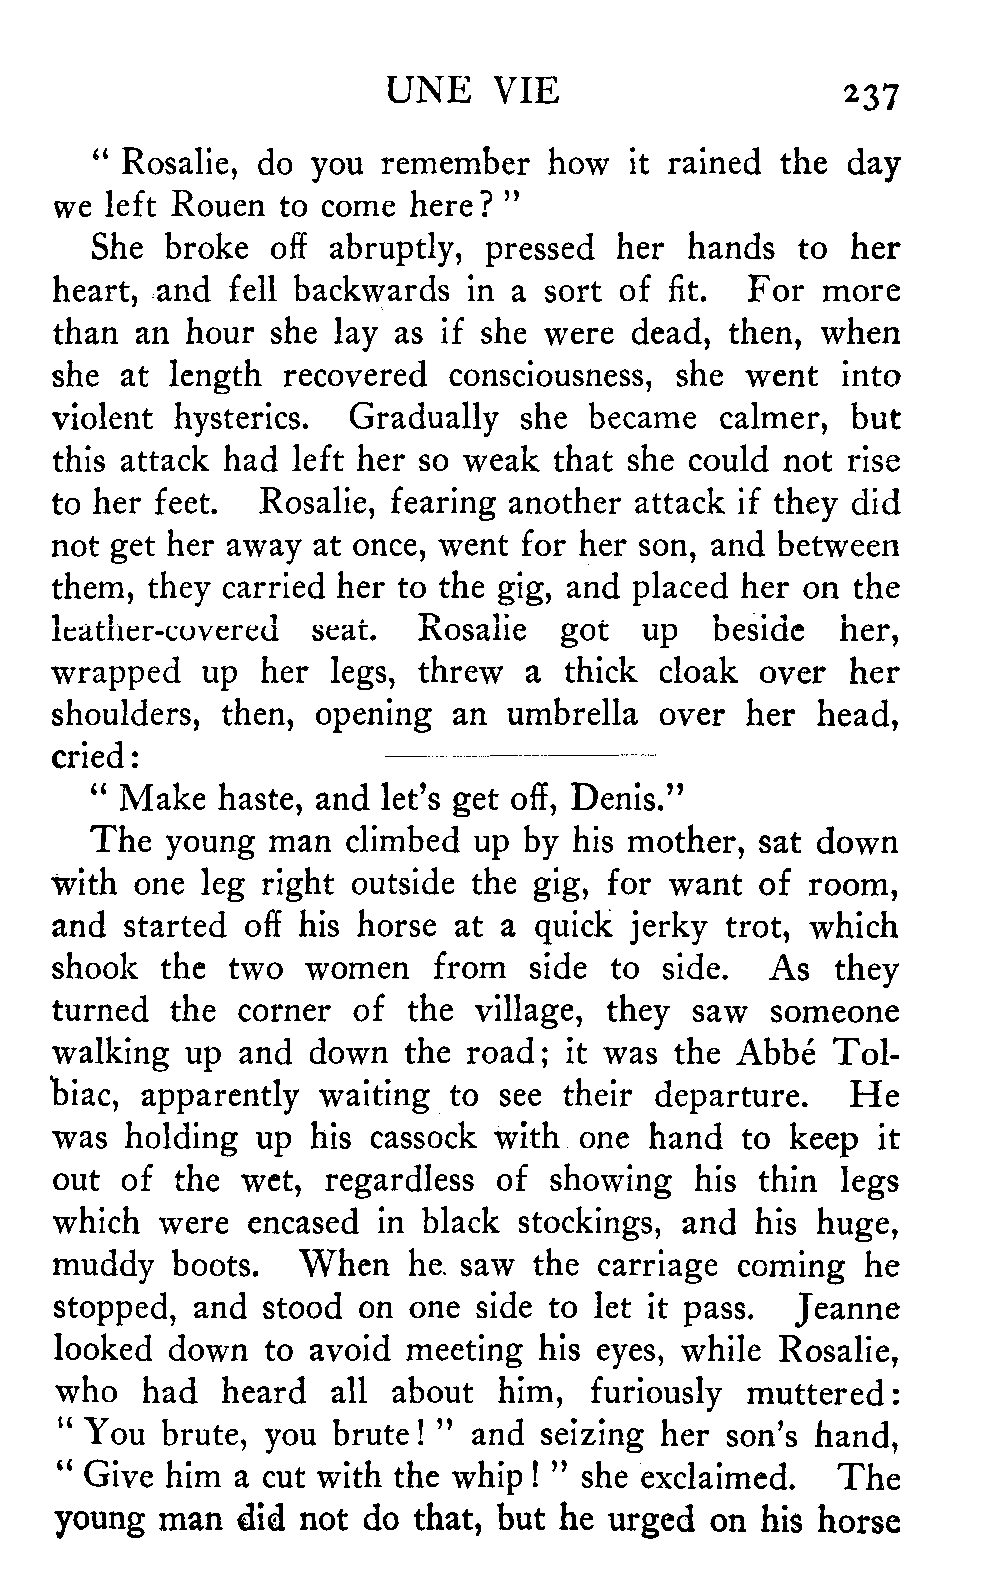 UNE VIE 237
“ Rosalie, do you remember how it rained the day
we left Rouen to come here? ”
She broke off abruptly, pressed her hands to her
heart, and fell backwards in a sort of fit. For more
than an hour she lay as if she were dead, then, when
she at length recovered consciousness, she went into
violent hysterics. Gradually she became calmer, but
this attack had left her so weak that she could not rise
to her feet. Rosalie, fearing another attack if they did
not get her away at once, went for her son, and between
them, they carried her to the gig, and placed her on the
leather-covered seat. Rosalie got up beside her,
wrapped up her legs, threw a thick cloak over her
shoulders, then, opening an umbrella over her head,
cried:
“ Make haste, and let’s get off, Denis.”
The young man climbed up by his mother, sat down
with one leg right outside the gig, for want of room,
and started off his horse at a quick jerky trot, which
shook the two women from side to side. As they
turned the corner of the village, they saw someone
walking up and down the road; it was the Abbé Tol-
biac, apparently waiting to see their departure. He
was holding up his cassock with one hand to keep it
out of the wet, regardless of showing his thin legs
which were encased in black stockings, and his huge,
muddy boots. When he saw the carriage coming he
stopped, and stood on one side to let it pass. Jeanne
looked down to avoid meeting his eyes, while Rosalie,
who had heard all about him, furiously muttered:
“ You brute, you brute! ” and seizing her son’s hand,
“ Give him a cut with the whip! ” she exclaimed. The
young man did not do that, but he urged on his horse